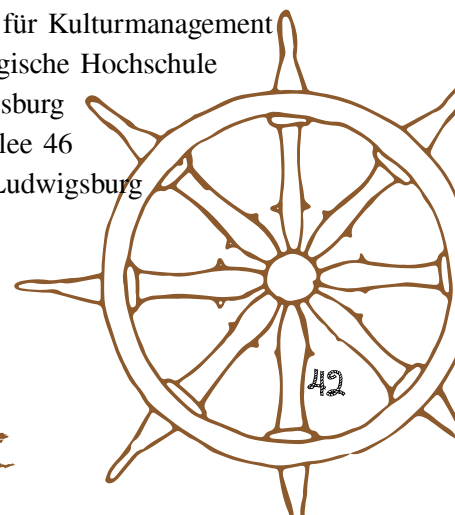 für Kulturmanagement
gische Hochschule
sburg
lee 46
Ludwigsburg
42